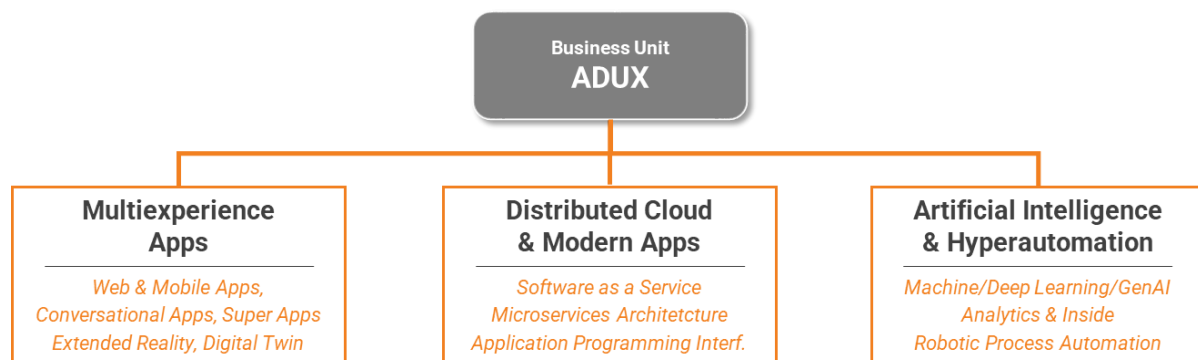 Business Unit
ADUX
Multiexperience
Apps
Web & Mobile Apps,
Conversational Apps, Super Apps
Extended Reality, Digital Twin
Distributed Cloud
& Modern Apps
Software as a Service
Microservices Architetcture
Application Programming Interf.
Artificial Intelligence
& Hyperautomation
Machine/Deep Learning/GenAI
Analytics & Inside
Robotic Process Automation